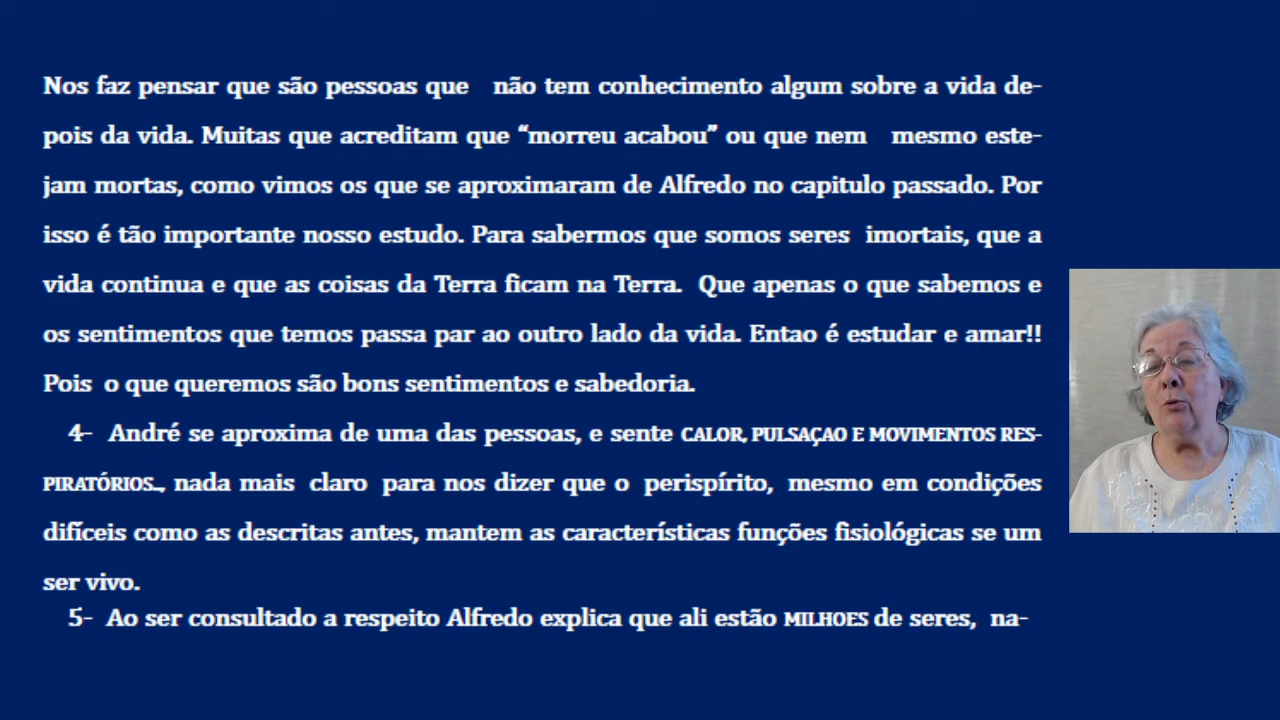 Nos faz pensar que são pessoas que não tem conhecimento algum sobre a vida de-
pois da vida. Muitas que acreditam que “morreu acabou” ou que nem mesmo este-
jam mortas, como vimos os que se aproximaram de Alfredo no capitulo passado. Por
isso é tão importante nosso estudo. Para sabermos que somos seres imortais, que a
vida continua e que as coisas da Terra ficam na Terra. Que apenas o que sabemos e
os sentimentos que temos passa par ao outro lado da vida. Entao é estudar e amar!!
Pois o que queremos são bons sentimentos e sabedoria.
4- André se aproxima de uma das pessoas, e sente CALOR, PULSAÇAO E MOVIMENTOS RES-
PIRATÓRIOS..., nada mais claro para nos dizer que o perispírito, mesmo em condições
difíceis como as descritas antes, mantem as características funções fisiológicas se um
ser vivo.
5- Ao ser consultado a respeito Alfredo explica que ali estão MILHOES de seres, na-